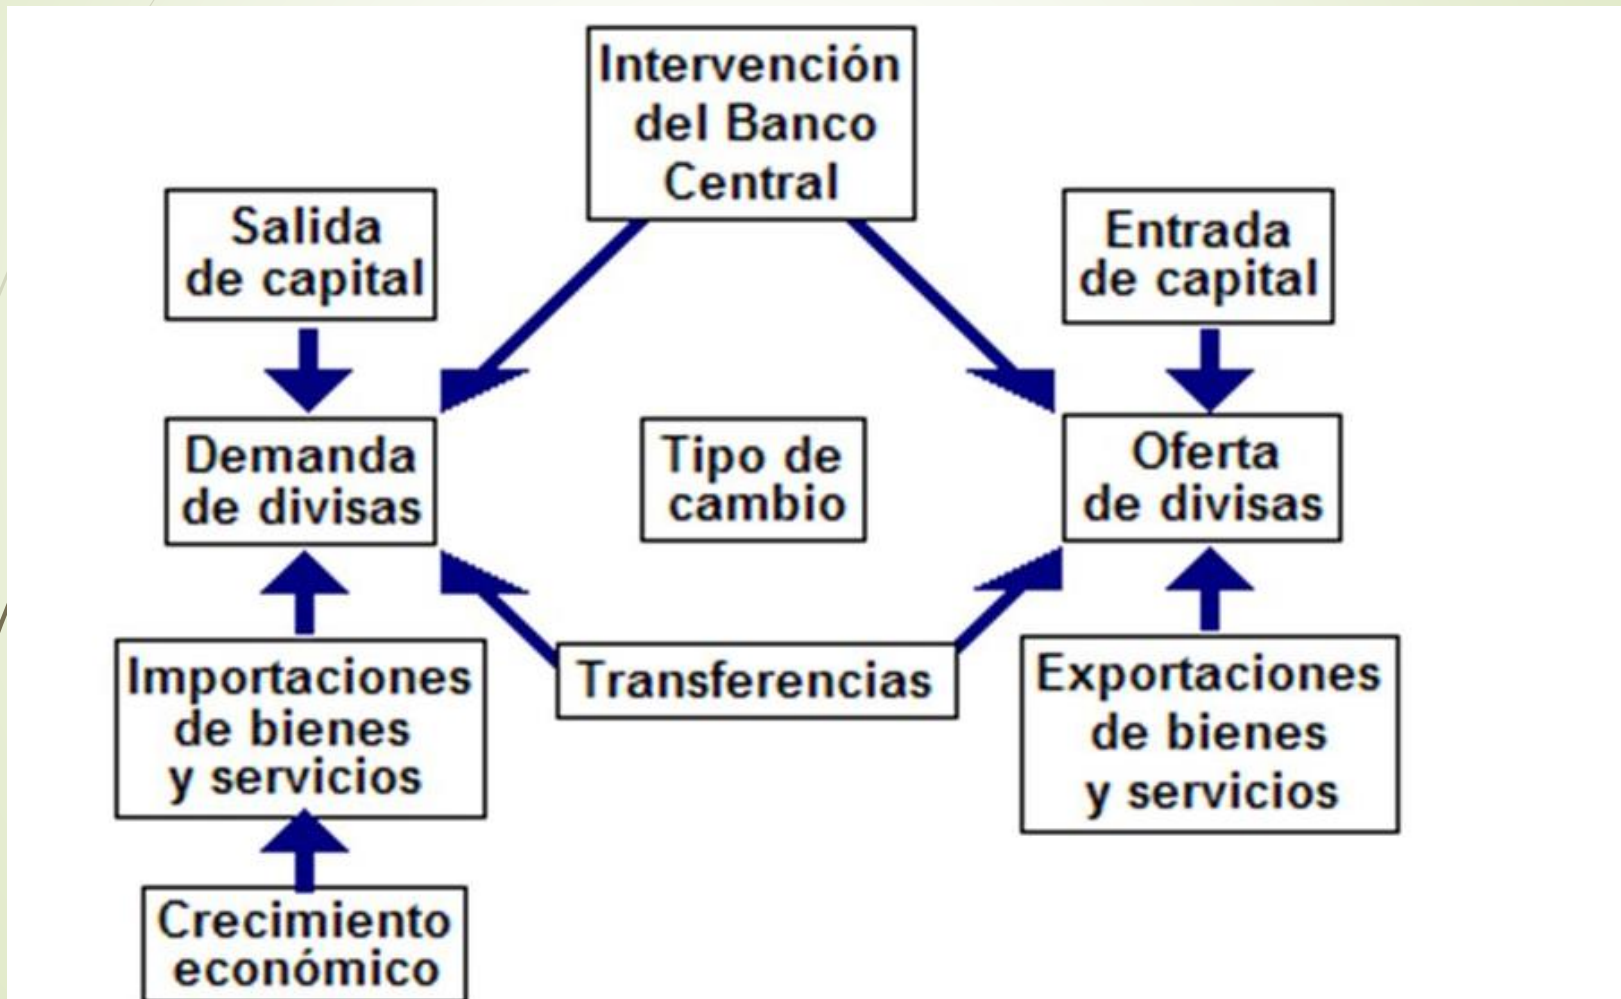 Intervención
del Banco
Central
Salida
de capital
Entrada
de capital
Demanda
de divisas
Tipo de
cambio
Oferta
de divisas
Importaciones
de bienes
y servicios
Transferencias
Exportaciones
de bienes
y servicios
Crecimiento
económico